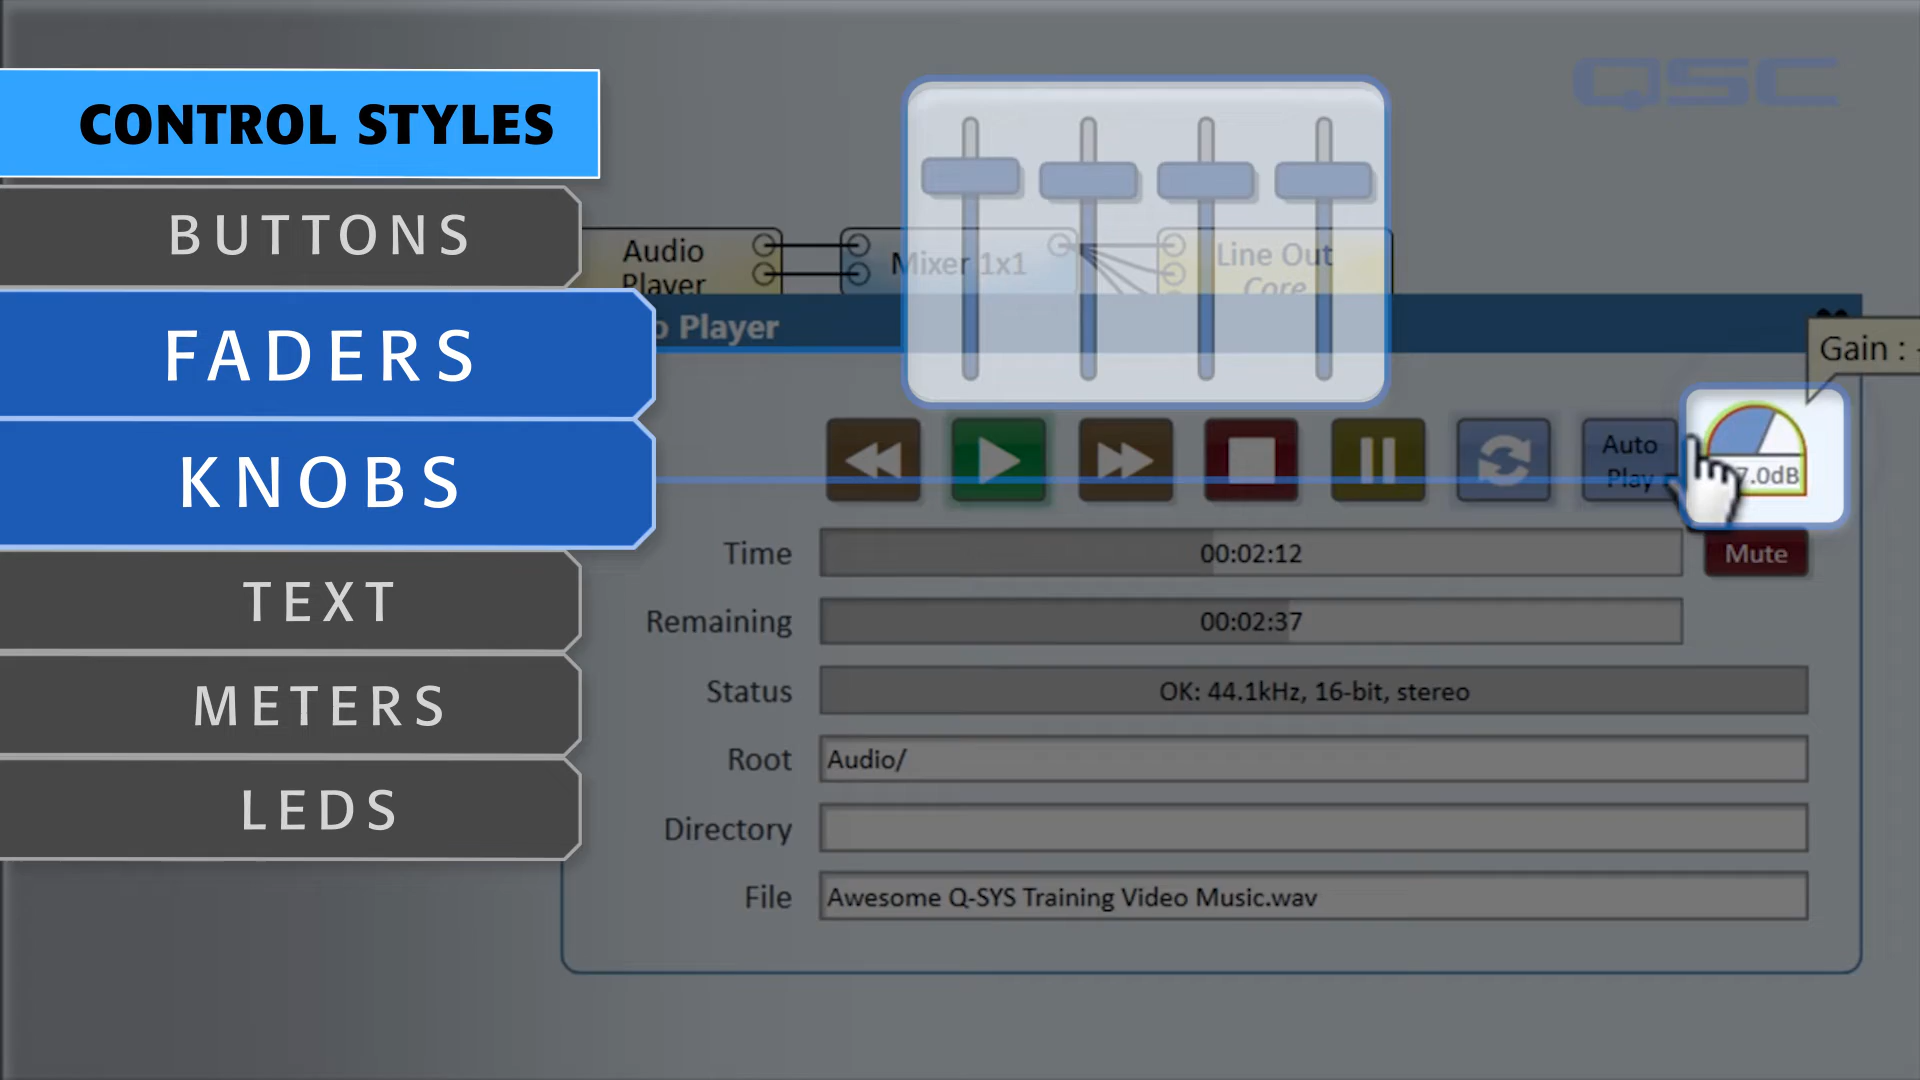 QSC
CONTROL STYLES
BUTTONS
FADERS
KNOBS
TEXT
METERS
LEDS
Audio
Player
Mixer 1x1
Line Out
Core
o Player
Gain : -
Auto
Play
7.0dB
Time
00:02:12
Mute
Remaining
00:02:37
Status
OK: 44.1kHz, 16-bit, stereo
Root
Audio/
Directory
File
Awesome Q-SYS Training Video Music.wav